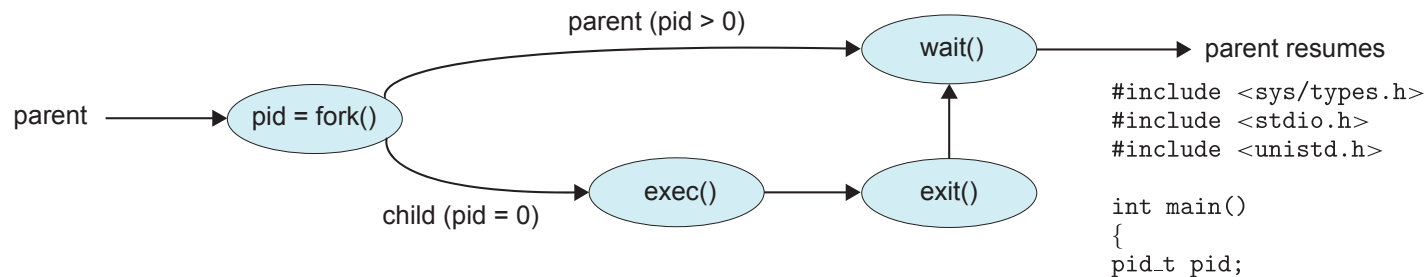 parent (pid > 0)
parent
pid = fork()
wait()
parent resumes
exec()
exit()
child (pid = 0)
#include <sys/types.h>
#include <stdio.h>
#include <unistd.h>
int main()
{
pid_t pid;